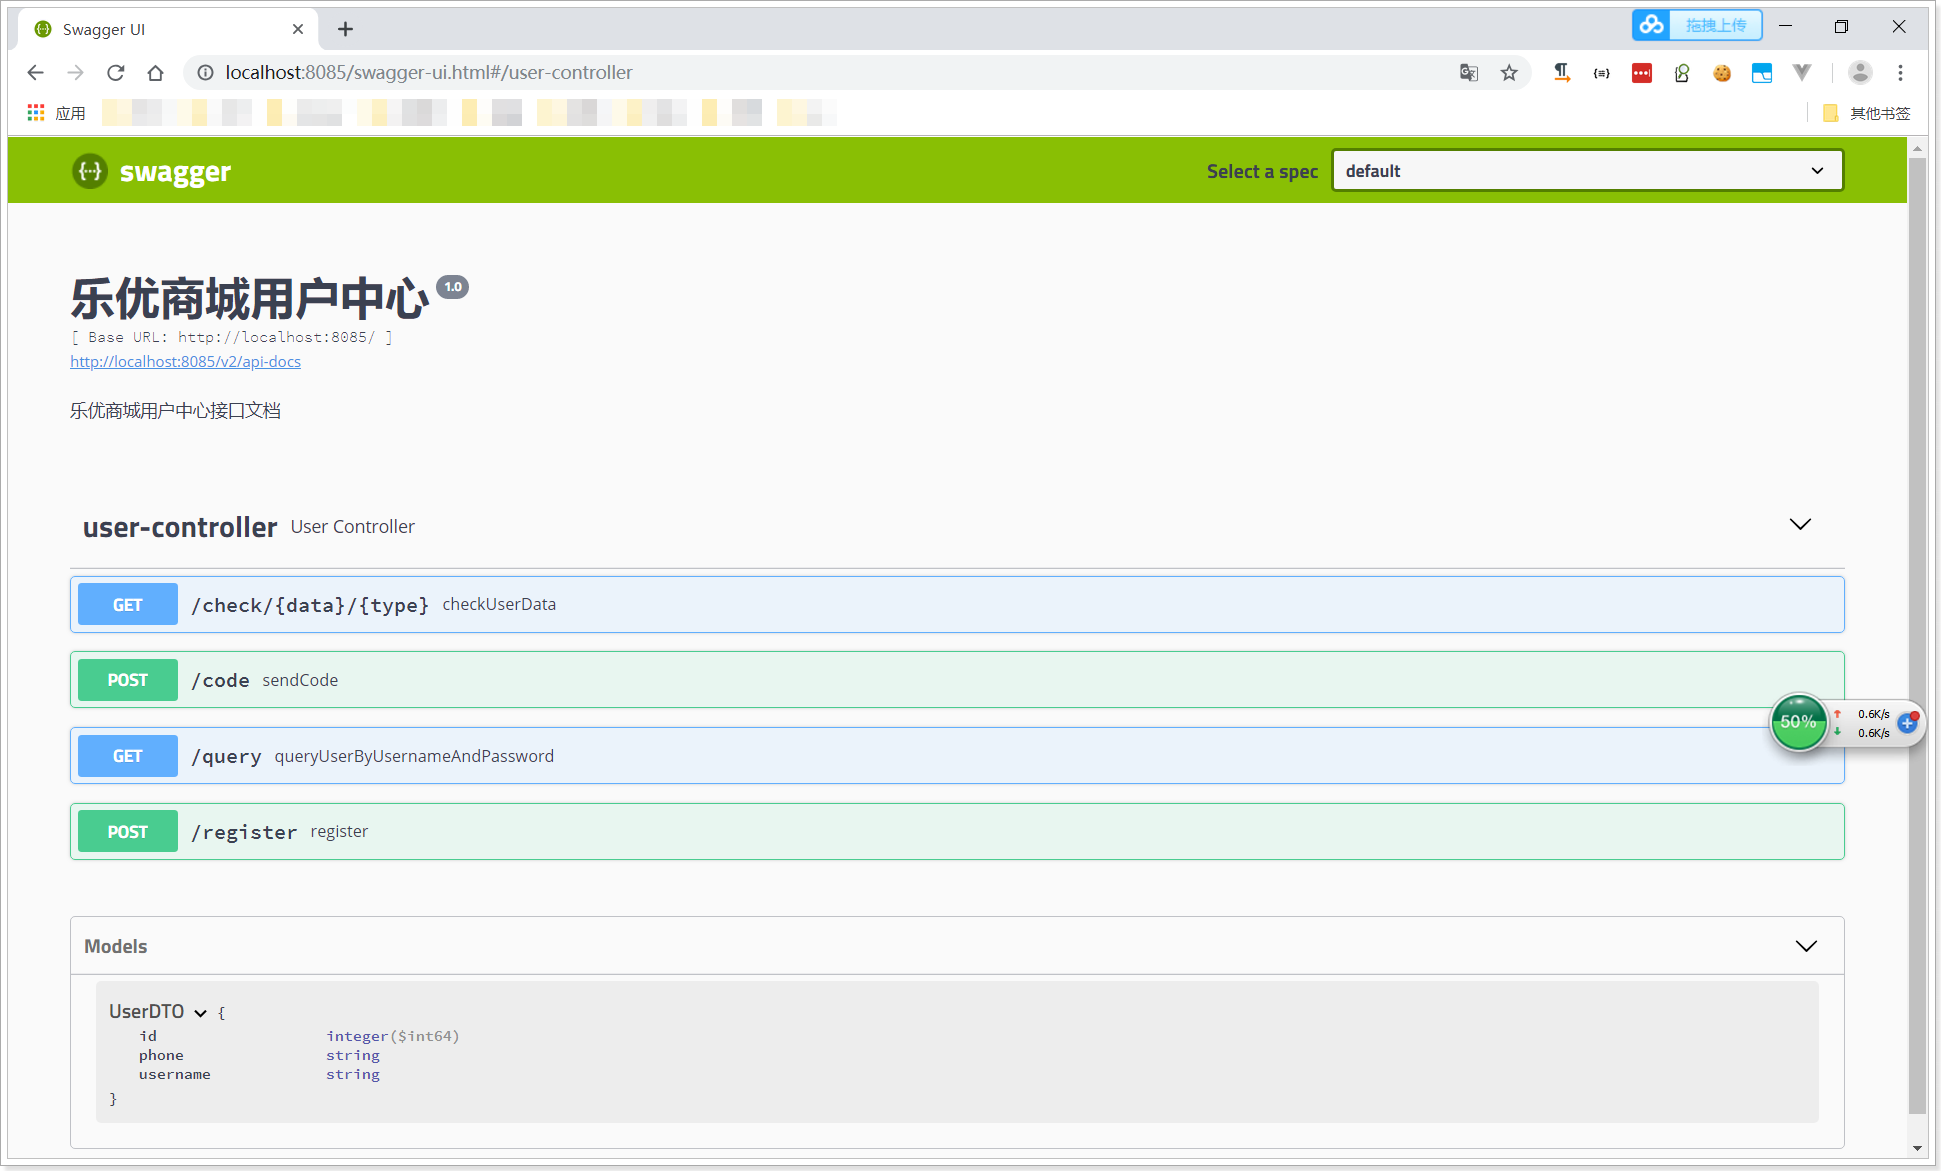 Swagger UI
拖拽上传
localhost:8085/swagger-ui.html#/user-controller
应用
其他书签
swagger
Select a spec
default
乐优商城用户中心 1.0
[ Base URL: http://localhost:8085/ ]
http://localhost:8085/v2/api-docs
乐优商城用户中心接口文档
user-controller User Controller
GET /check/{data}/{type} checkUserData
POST /code sendCode
50%
0.6K/s
0.6K/s
GET /query queryUserByUsernameAndPassword
POST /register register
Models
UserDTO {
id integer($int64)
phone string
username string
}